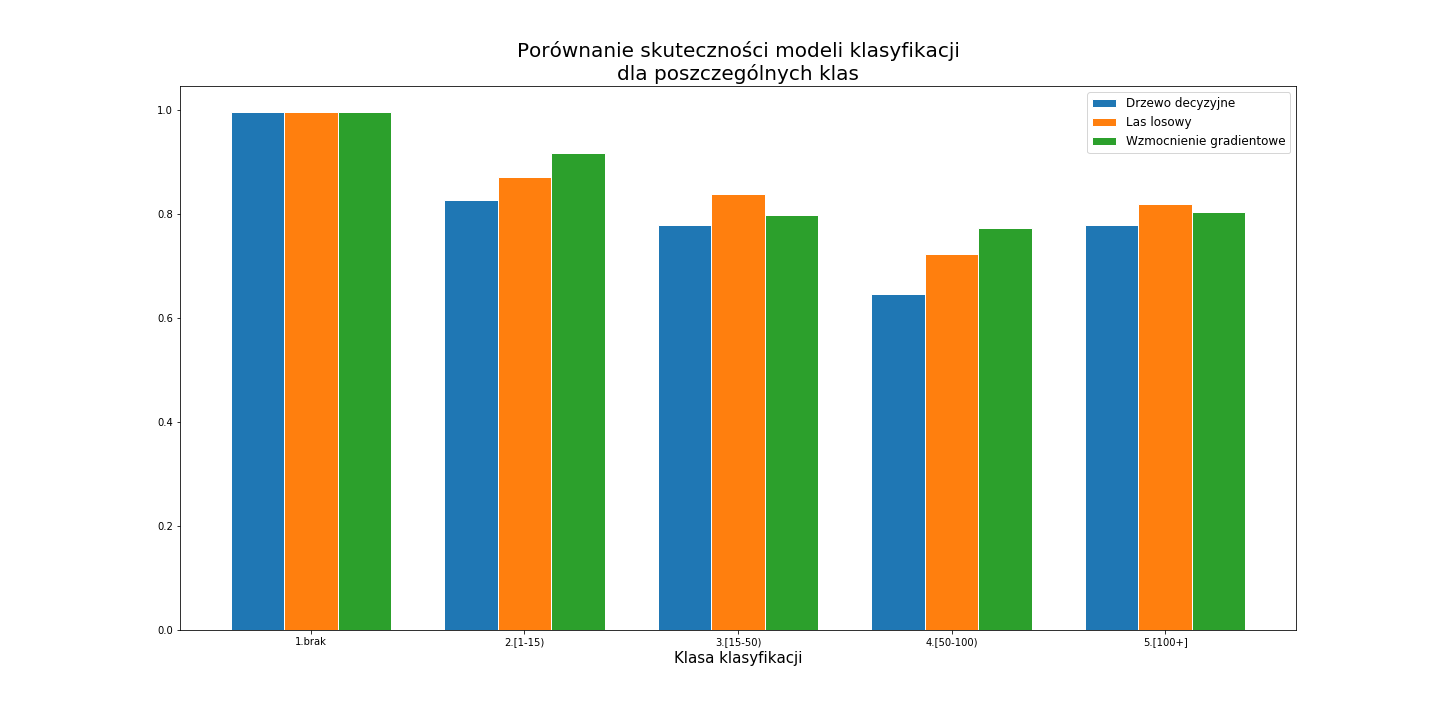 Porównanie skuteczności modeli klasyfikacji
dla poszczególnych klas
Drzewo decyzyjne
Las losowy
Wzmocnienie gradientowe
1.0
0.8
0.6
0.4
0.2
0.0
1.brak
2.[1-15)
3.[15-50)
4.[50-100)
5.[100+]
Klasa klasyfikacji